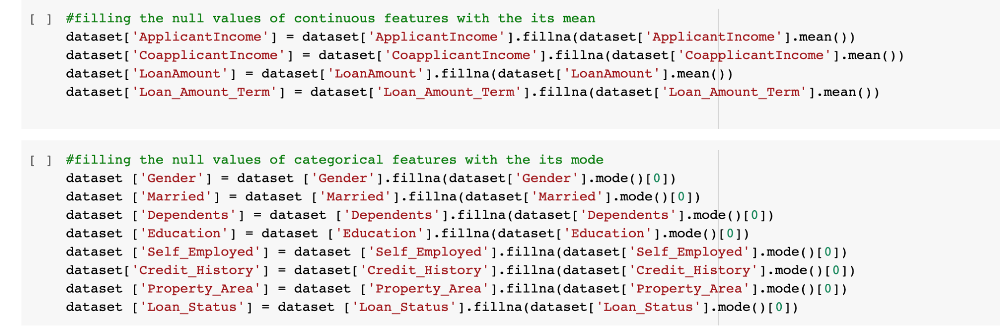 [ ] #filling the null values of continuous features with the its mean
dataset['ApplicantIncome'] = dataset['ApplicantIncome'].fillna(dataset['ApplicantIncome'].mean())
dataset['CoapplicantIncome'] = dataset['CoapplicantIncome'].fillna(dataset['CoapplicantIncome'].mean())
dataset['LoanAmount'] = dataset['LoanAmount'].fillna(dataset['LoanAmount'].mean())
dataset['Loan_Amount_Term'] = dataset['Loan_Amount_Term'].fillna(dataset['Loan_Amount_Term'].mean())
[ ] #filling the null values of categorical features with the its mode
dataset ['Gender'] = dataset ['Gender'].fillna(dataset['Gender'].mode()[0])
dataset ['Married'] = dataset ['Married'].fillna(dataset['Married'].mode()[0])
dataset ['Dependents'] = dataset ['Dependents'].fillna(dataset['Dependents'].mode()[0])
dataset ['Education'] = dataset ['Education'].fillna(dataset['Education'].mode()[0])
dataset ['Self_Employed'] = dataset ['Self_Employed'].fillna(dataset['Self_Employed'].mode()[0])
dataset['Credit_History'] = dataset['Credit_History'].fillna(dataset['Credit_History'].mode()[0])
dataset ['Property_Area'] = dataset ['Property_Area'].fillna(dataset['Property_Area'].mode()[0])
dataset ['Loan_Status'] = dataset ['Loan_Status'].fillna(dataset['Loan_Status'].mode()[0])